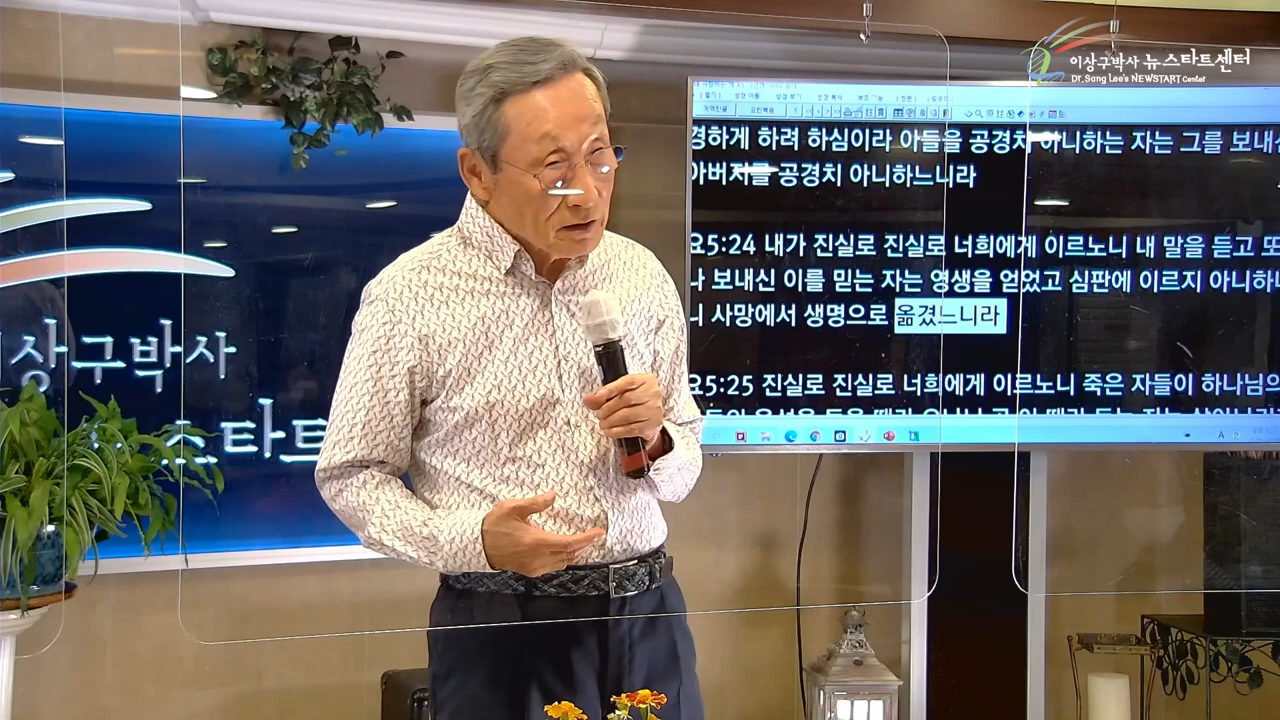 이상구박사 뉴스타트센터
Dr. Sang Lee's NEWSTART Center
개역한글
경하게 하려 하심이라 아들을 공경치 아니하는 자는 그를 보내신
아버지를 공경치 아니하느니라
요5:24 내가 진실로 진실로 너희에게 이르노니 내 말을 듣고 또
나 보내신 이를 믿는 자는 영생을 얻었고 심판에 이르지 아니하나
니 사망에서 생명으로 옮겼느니라
요5:25 진실로 진실로 너희에게 이르노니 죽은 자들이 하나님의
이상구박사
스타트